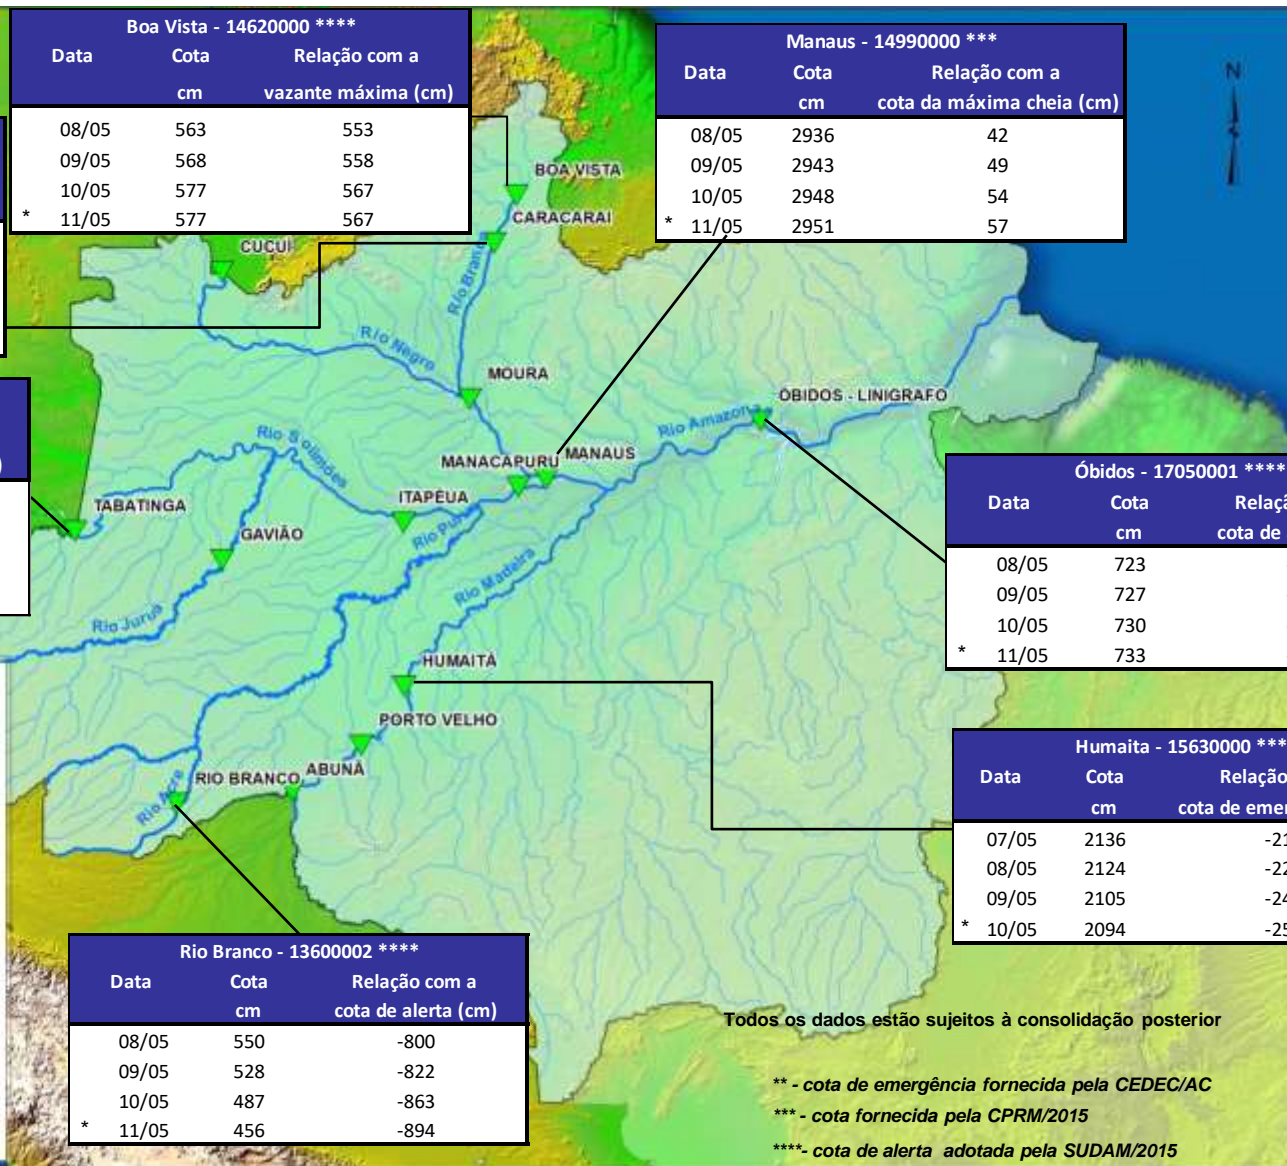 Boa Vista - 14620000 ****
Data Cota Relação com a
cm vazante máxima (cm)
08/05 563 553
09/05 568 558
10/05 577 567
* 11/05 577 567
Manaus - 14990000 ***
Data Cota Relação com a
cm cota da máxima cheia (cm)
08/05 2936 42
09/05 2943 49
10/05 2948 54
* 11/05 2951 57
N
BOA VISTA
CARACARAI
CUCUI
Rio Branco
Rio Negro
MOURA
ÓBIDOS - LINIGRAFO
Rio Amazonas
Rio Solimões
MANACAPURU
MANAUS
)
TABATINGA
ITAPÉUA
GAVIÃO
Rio Purus
Rio Madeira
Rio Juruá
Óbidos - 17050001 ****
Data Cota
cm cota de
08/05 723
09/05 727
10/05 730
* 11/05 733
HUMAITÁ
PORTO VELHO
ABUNÃ
RIO BRANCO
Rio Acre
Humaita - 15630000 ***
Data Cota Relação
cm
07/05 2136
08/05 2124
09/05 2105
* 10/05 2094
Rio Branco - 13600002 ****
Data Cota Relação com a
cm cota de alerta (cm)
08/05 550 -800
09/05 528 -822
10/05 487 -863
* 11/05 456 -894
Todos os dados estão sujeitos à consolidação posterior
** - cota de emergência fornecida pela CEDEC/AC
*** - cota fornecida pela CPRM/2015
****- cota de alerta adotada pela SUDAM/2015